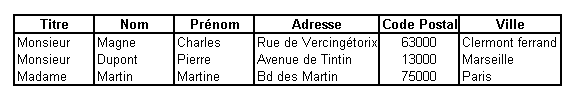 Titre Nom Prénom Adresse Code Postal Ville
Monsieur Magne Charles Rue de Vercingétorix 63000 Clermont ferrand
Monsieur Dupont Pierre Avenue de Tintin 13000 Marseille
Madame Martin Martine Bd des Martin 75000 Paris